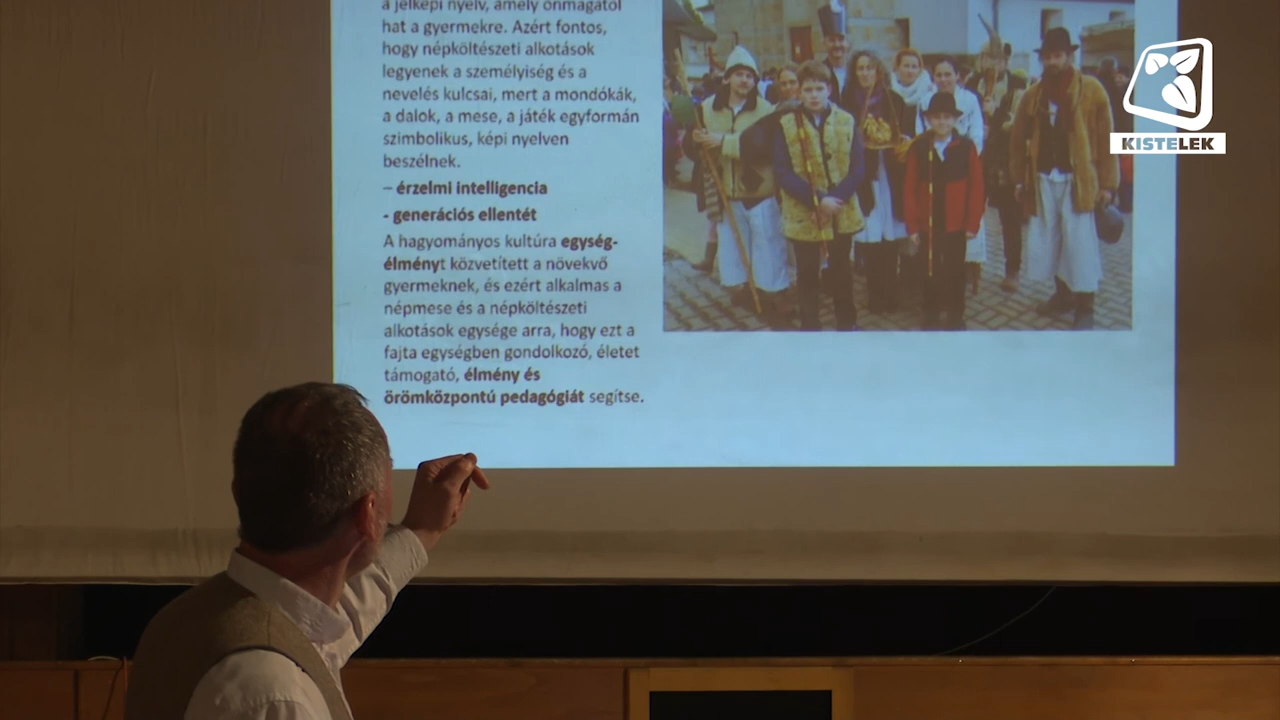 a jelképi nyelv, amely önmagától
hat a gyermekre. Azért fontos,
hogy népköltészeti alkotások
legyenek a személyiség és a
nevelés kulcsai, mert a mondókák,
a dalok, a mese, a játék egyformán
szimbolikus, képi nyelven
beszélnek.
– érzelmi intelligencia
- generációs ellentét
A hagyományos kultúra egység-
élményt közvetített a növekvő
gyermeknek, és ezért alkalmas a
népmese és a népköltészeti
alkotások egysége arra, hogy ezt a
fajta egységben gondolkozó, életet
támogató, élmény és
örömközpontú pedagógiát segítse.
KISTELEK